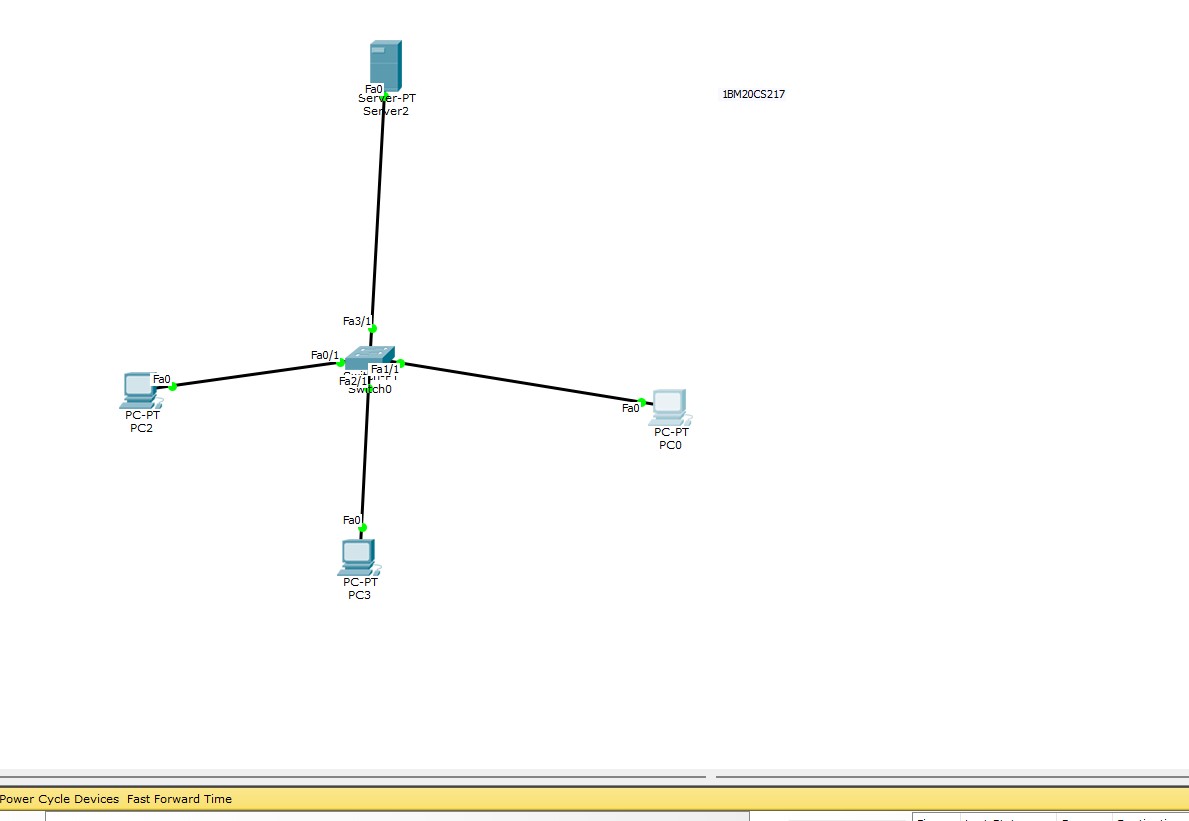 Fa0
Server-PT
Server2
1BM20CS217
Fa3/1
Fa0/1
Fa1/1
Fa2/1
Switch0
Fa0
PC-PT
PC2
Fa0
PC-PT
PC0
Fa0
PC-PT
PC3
Power Cycle Devices Fast Forward Time